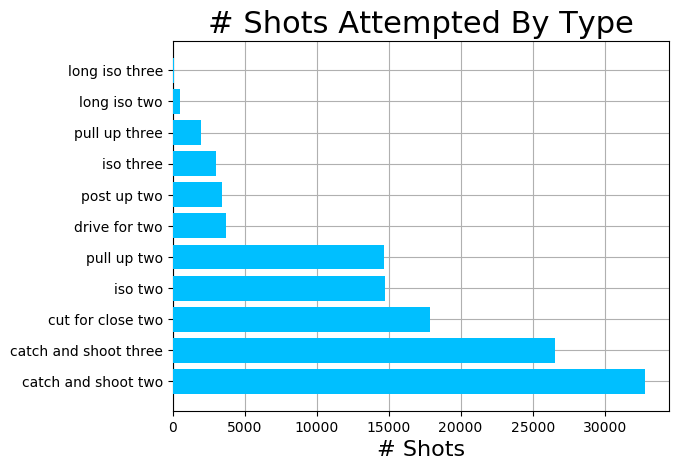 # Shots Attempted By Type
long iso three
long iso two
pull up three
iso three
post up two
drive for two
pull up two
iso two
cut for close two
catch and shoot three
catch and shoot two
0 5000 10000 15000 20000 25000 30000
# Shots